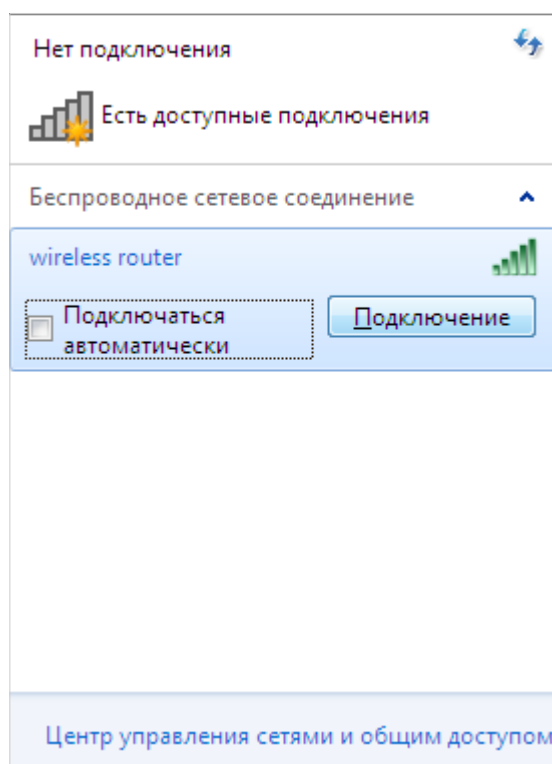 Нет подключения
Есть доступные подключения
Беспроводное сетевое соединение
wireless router
Подключаться
автоматически
Подключение
Центр управления сетями и общим доступом